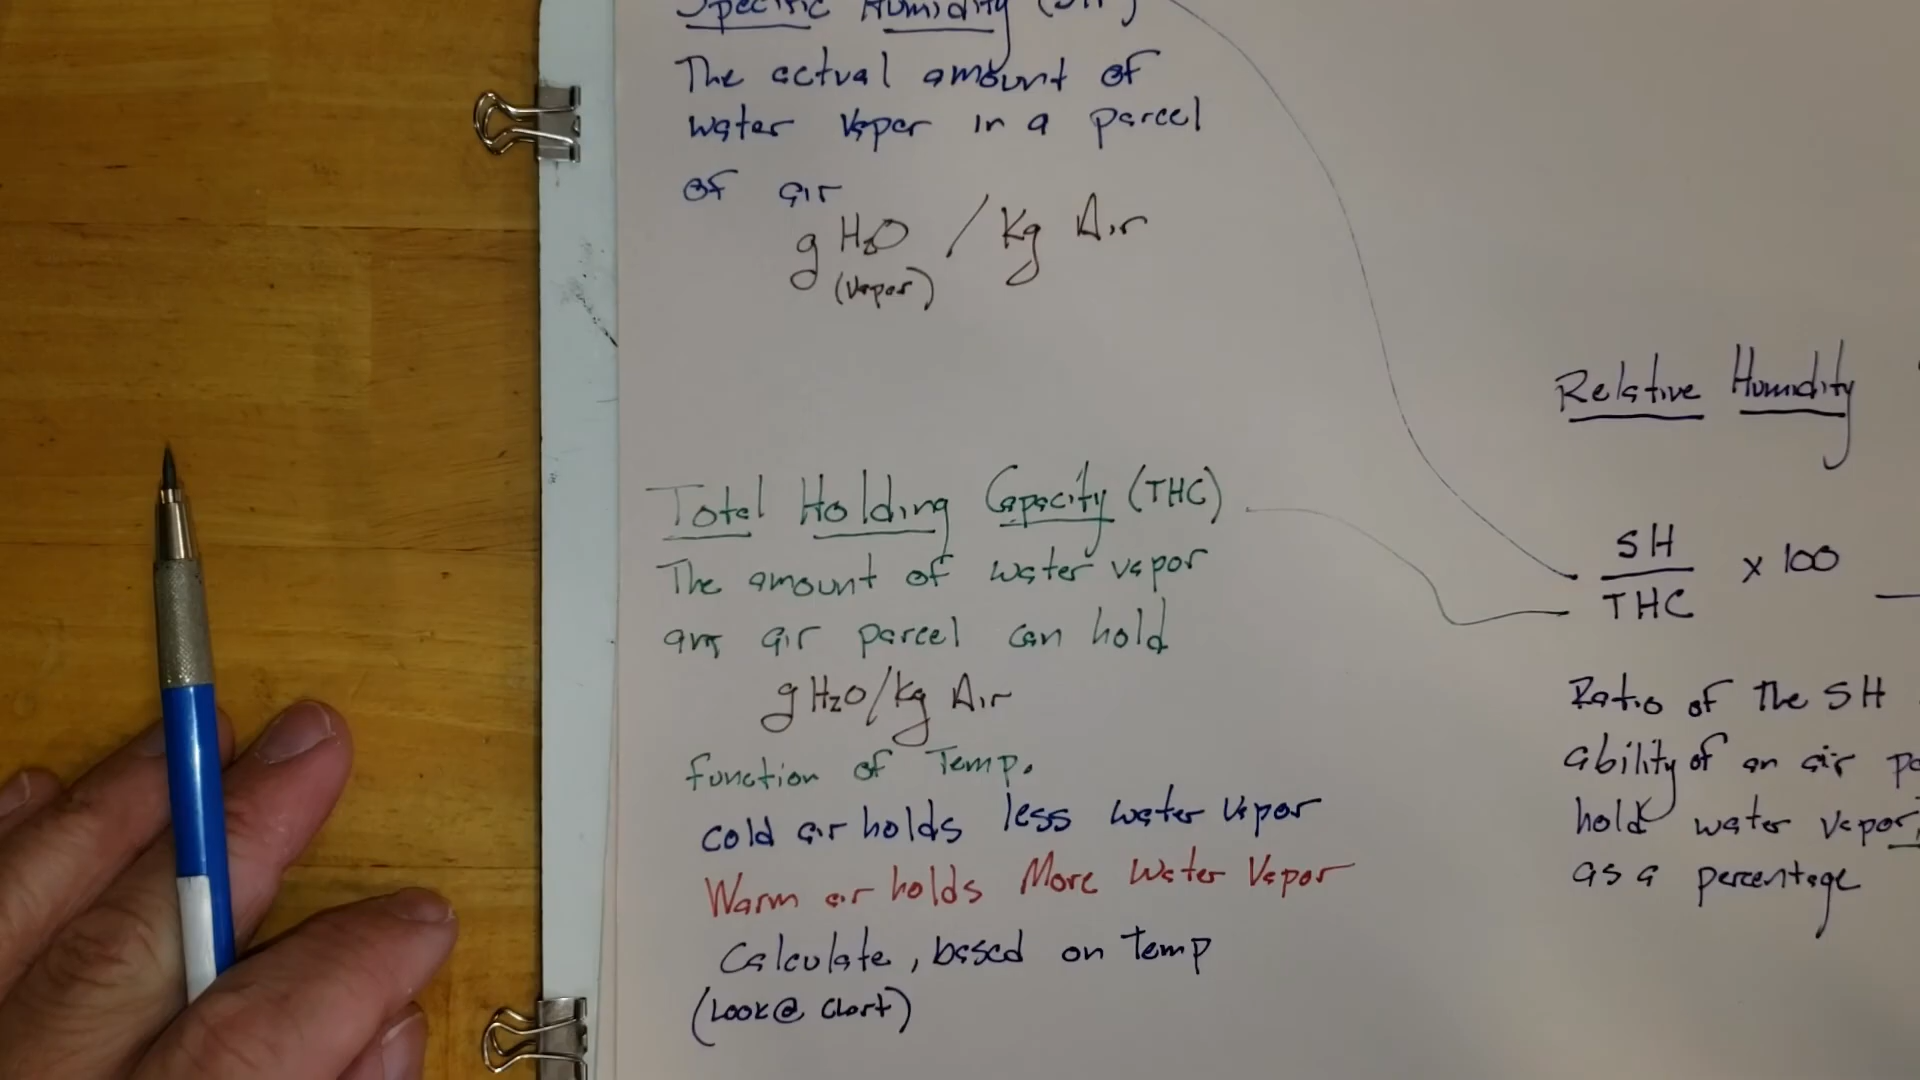 Specific Humidity (SH)
The actual amount of
water vapor in a parcel
of air
g H2O / Kg Air
(vapor)
Total Holding Capacity (THC)
The amount of water vapor
any air parcel can hold
g H2O/Kg Air
function of Temp.
cold air holds less water vapor
Warm air holds More Water Vapor
Calculate, based on Temp
(Look @ Chart)
Relative Humidity
SH
THC
x 100
Ratio of the SH
ability of an air
hold water vapor,
as a percentage